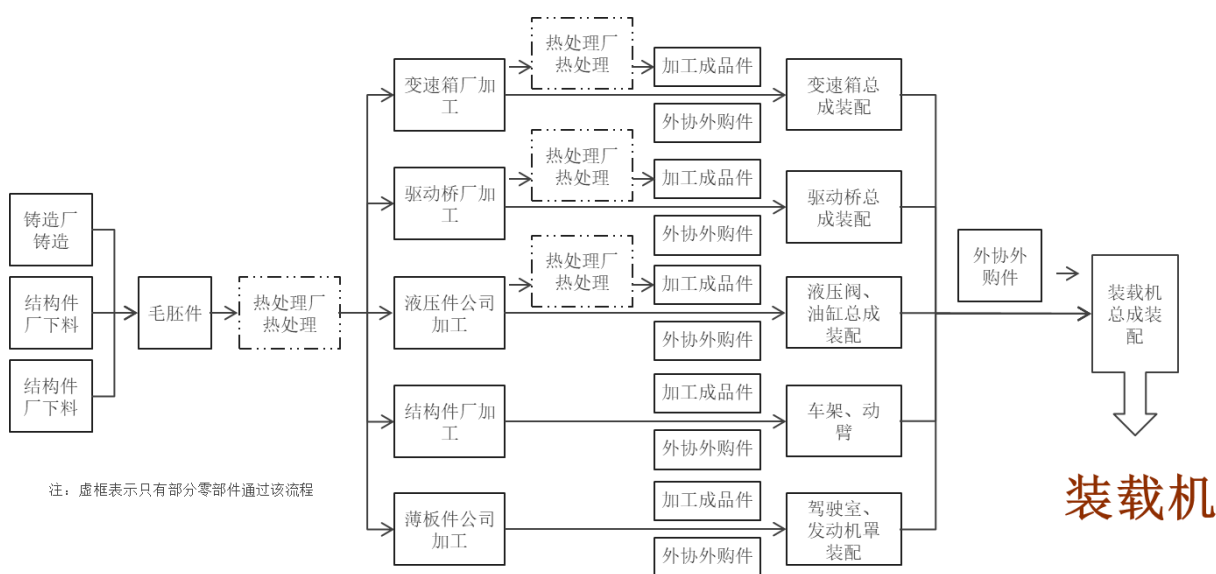 铸造厂
铸造
结构件
厂下料
结构件
厂下料
毛胚件
热处理厂
热处理
变速箱厂加
工
热处理厂
热处理
加工成品件
外协外购件
变速箱总
成装配
驱动桥厂加
工
热处理厂
热处理
加工成品件
外协外购件
驱动桥总
成装配
液压件公司
加工
热处理厂
热处理
加工成品件
外协外购件
液压阀、
油缸总成
装配
结构件厂加
工
加工成品件
外协外购件
车架、动
臂
薄板件公司
加工
加工成品件
外协外购件
驾驶室、
发动机罩
装配
外协外
购件
装载机
总成装
配
装载机
注：虚框表示只有部分零部件通过该流程